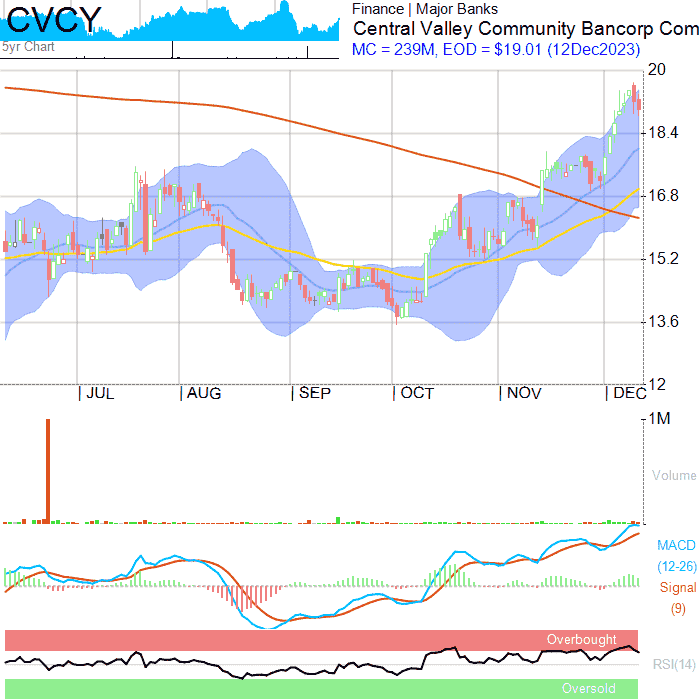 CVCY
5yr Chart
Finance | Major Banks
Central Valley Community Bancorp Com
MC = 239M, EOD = $19.01 (12Dec2023)
20
18.4
16.8
15.2
13.6
12
JUL AUG SEP OCT NOV DEC
1M
Volume
MACD
(12-26)
Signal
(9)
Overbought
RSI(14)
Oversold